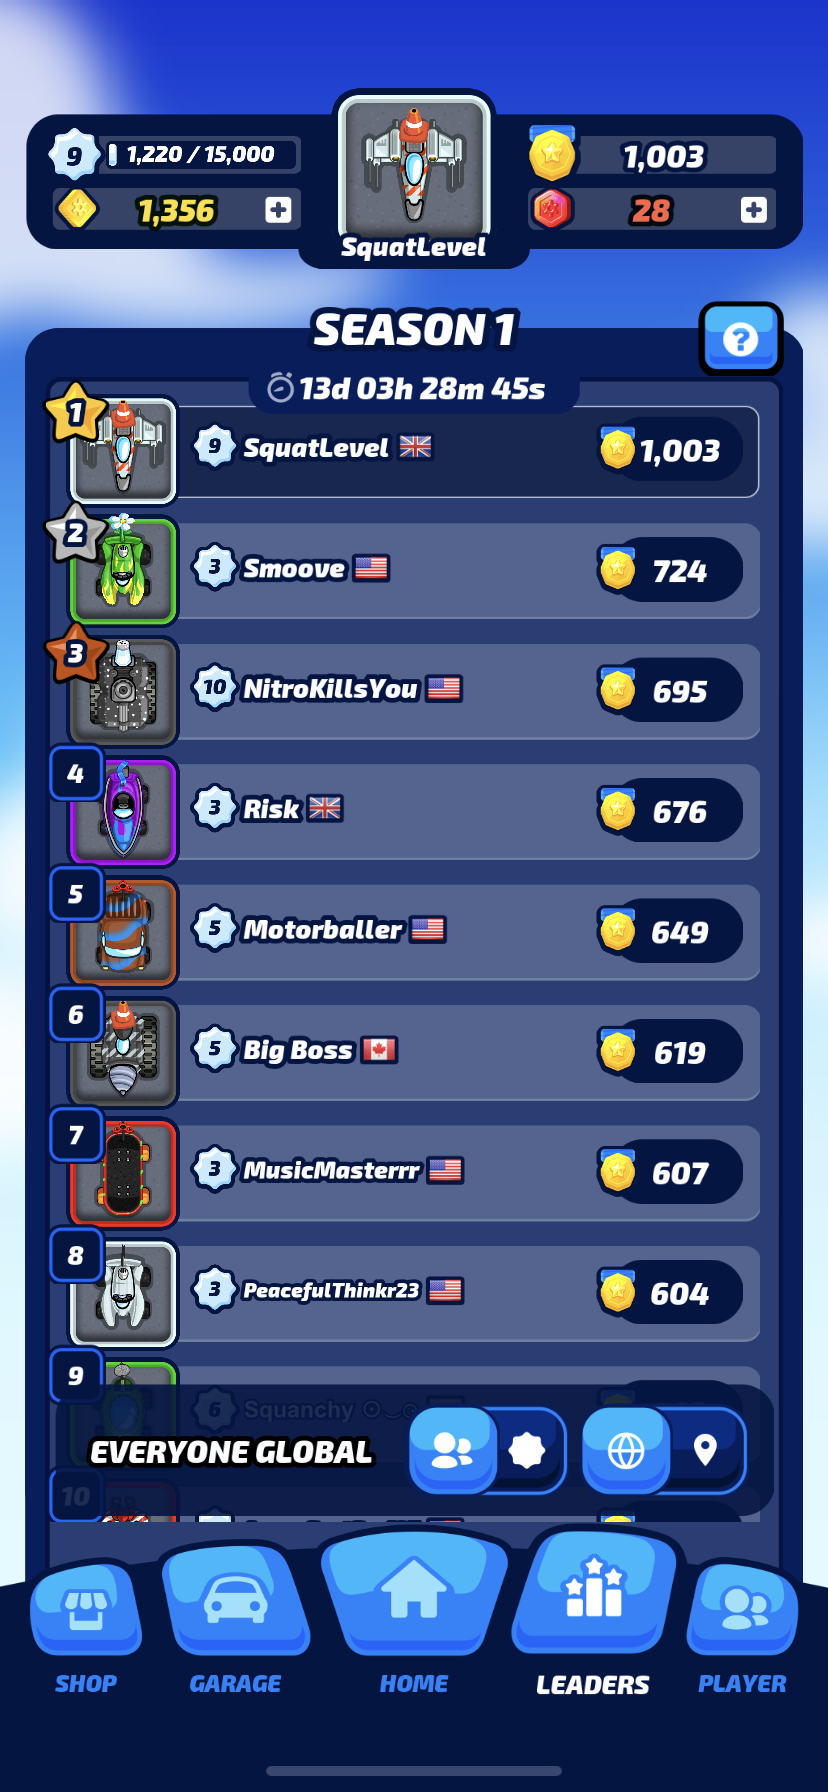 9 1,220 / 15,000
1,003
1,356
28
SquatLevel
SEASON 1
?
13d 03h 28m 45s
1 9 SquatLevel 1,003
2 3 Smoove 724
3 10 NitroKillsYou 695
4 3 Risk 676
5 5 Motorballer 649
6 5 Big Boss 619
7 3 MusicMasterrr 607
8 3 PeacefulThinkr23 604
9 6 Squanchy
EVERYONE GLOBAL
10
SHOP GARAGE HOME LEADERS PLAYER